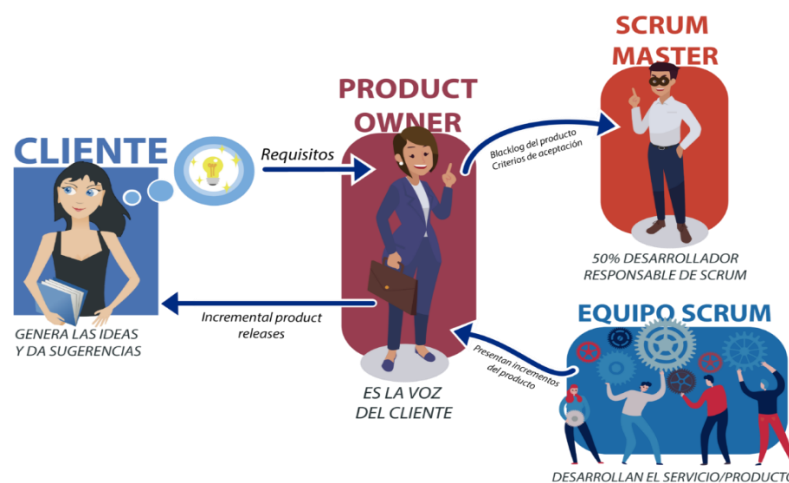 SCRUM
MASTER
PRODUCT
OWNER
CLIENTE
Requisitos
Blacklog del producto
Criterios de aceptación
50% DESARROLLADOR
RESPONSABLE DE SCRUM
EQUIPO SCRUM
Incremental product
releases
GENERA LAS IDEAS
Y DA SUGERENCIAS
Presentan incrementos
del producto
ES LA VOZ
DEL CLIENTE
DESARROLLAN EL SERVICIO/PRODUCTO